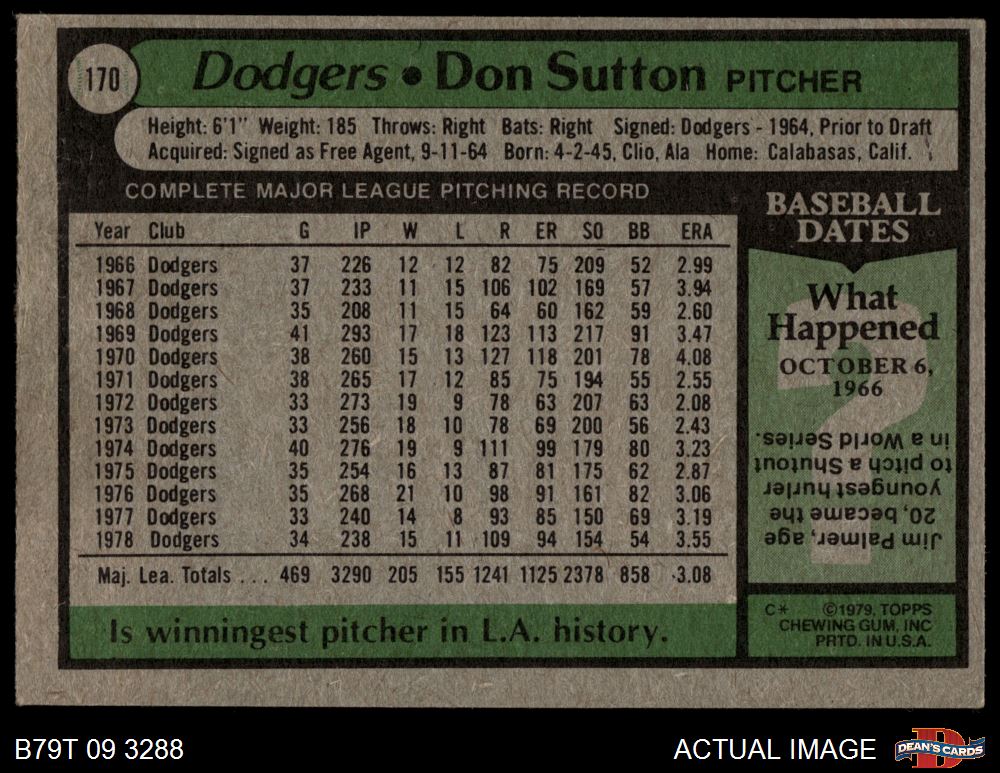 170
Dodgers • Don Sutton PITCHER
Height: 6'1" Weight: 185 Throws: Right Bats: Right Signed: Dodgers - 1964, Prior to Draft
Acquired: Signed as Free Agent, 9-11-64 Born: 4-2-45, Clio, Ala Home: Calabasas, Calif.
COMPLETE MAJOR LEAGUE PITCHING RECORD
Year Club G IP W L R ER SO BB ERA
1966 Dodgers 37 226 12 12 82 75 209 52 2.99
1967 Dodgers 37 233 11 15 106 102 169 57 3.94
1968 Dodgers 35 208 11 15 64 60 162 59 2.60
1969 Dodgers 41 293 17 18 123 113 217 91 3.47
1970 Dodgers 38 260 15 13 127 118 201 78 4.08
1971 Dodgers 38 265 17 12 85 75 194 55 2.55
1972 Dodgers 33 273 19 9 78 63 207 63 2.08
1973 Dodgers 33 256 18 10 78 69 200 56 2.43
1974 Dodgers 40 276 19 9 111 99 179 80 3.23
1975 Dodgers 35 254 16 13 87 81 175 62 2.87
1976 Dodgers 35 268 21 10 98 91 161 82 3.06
1977 Dodgers 33 240 14 8 93 85 150 69 3.19
1978 Dodgers 34 238 15 11 109 94 154 54 3.55
Maj. Lea. Totals . . . 469 3290 205 155 1241 1125 2378 858 3.08
Is winningest pitcher in L.A. history.
BASEBALL
DATES
What
Happened
OCTOBER 6,
1966
Jim Palmer, age
20, became the
youngest hurler
to pitch a Shutout
in a World Series.
C* ©1979, TOPPS
CHEWING GUM, INC
PRTD. IN U.S.A.
B79T 09 3288
ACTUAL IMAGE
D
DEAN'S CARDS